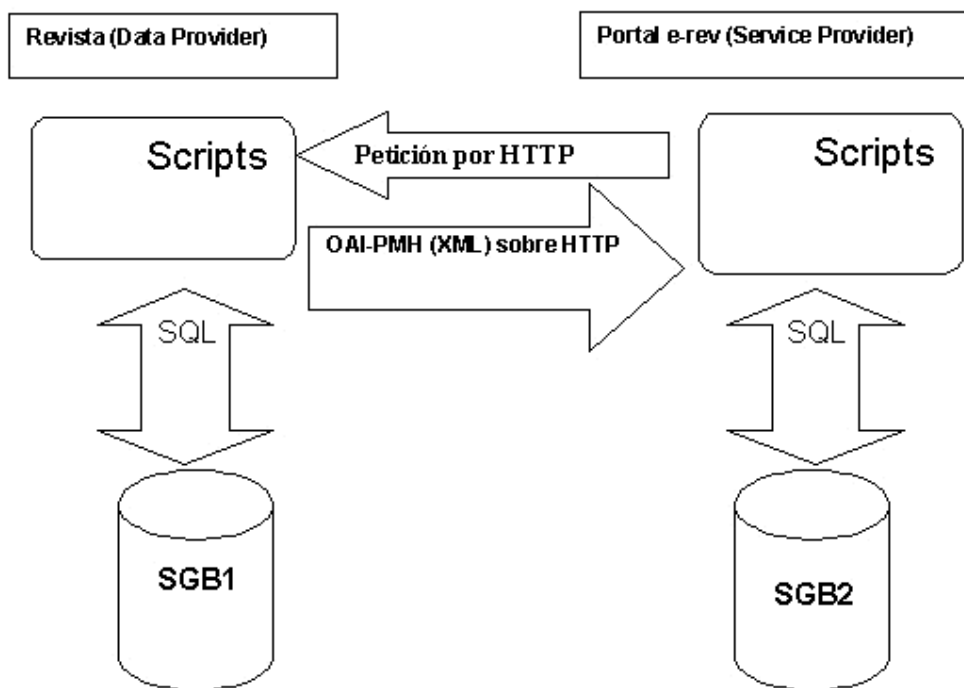 Revista (Data Provider)
Portal e-rev (Service Provider)
Scripts
Petición por HTTP
Scripts
OAI-PMH (XML) sobre HTTP
SQL
SQL
SGB1
SGB2